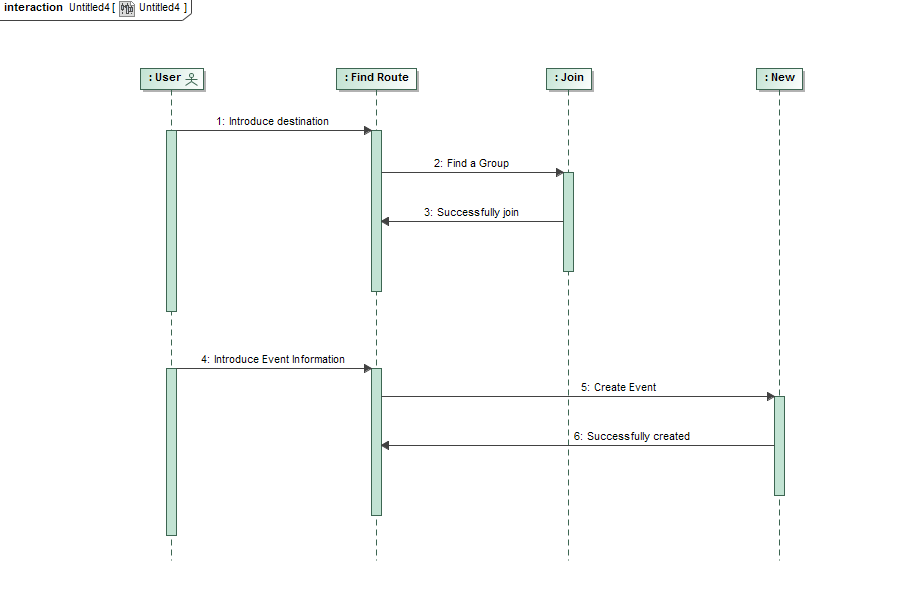 interaction Untitled4 [ Untitled4 ]
: User : Find Route : Join : New
1: Introduce destination
2: Find a Group
3: Successfully join
4: Introduce Event Information
5: Create Event
6: Successfully created